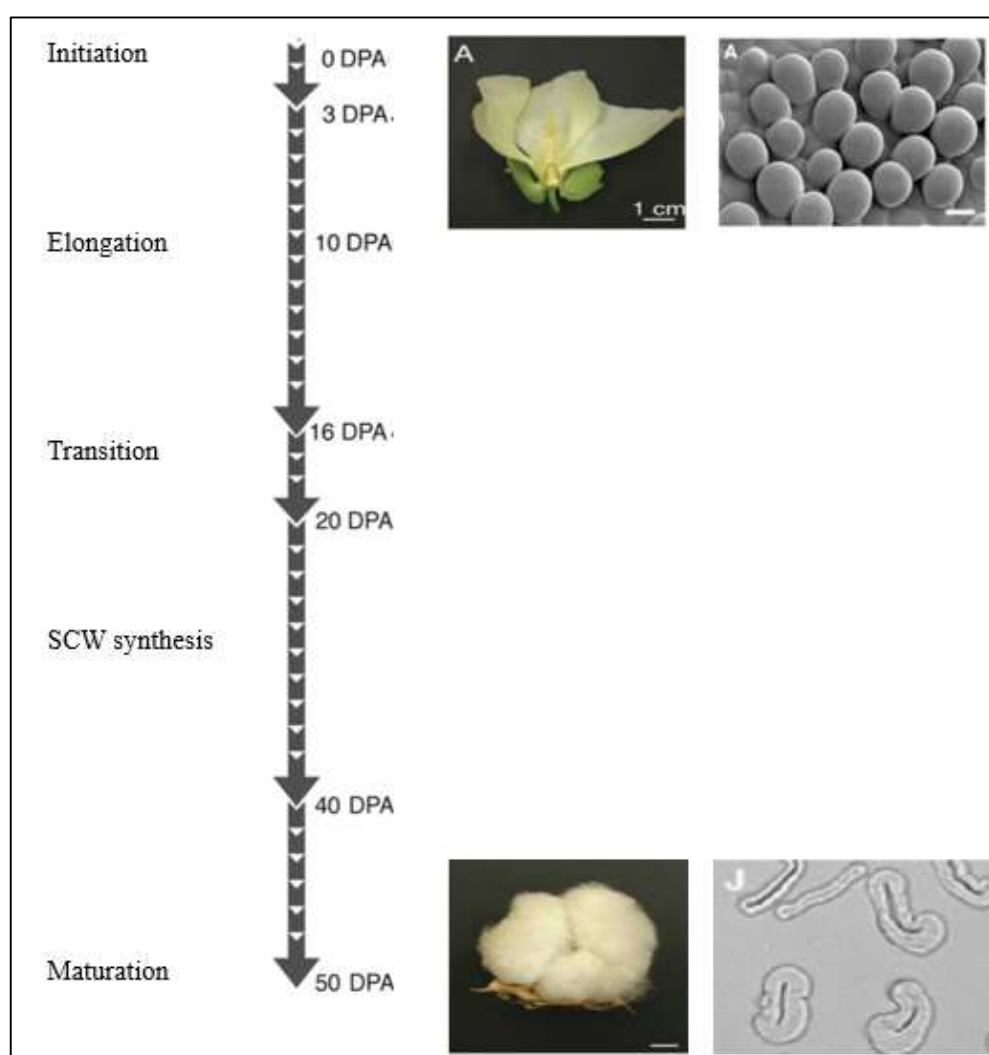 Initiation
0 DPA
3 DPA.
A
1 cm
A
Elongation
10 DPA
16 DPA.
Transition
20 DPA
SCW synthesis
40 DPA
J
Maturation
50 DPA